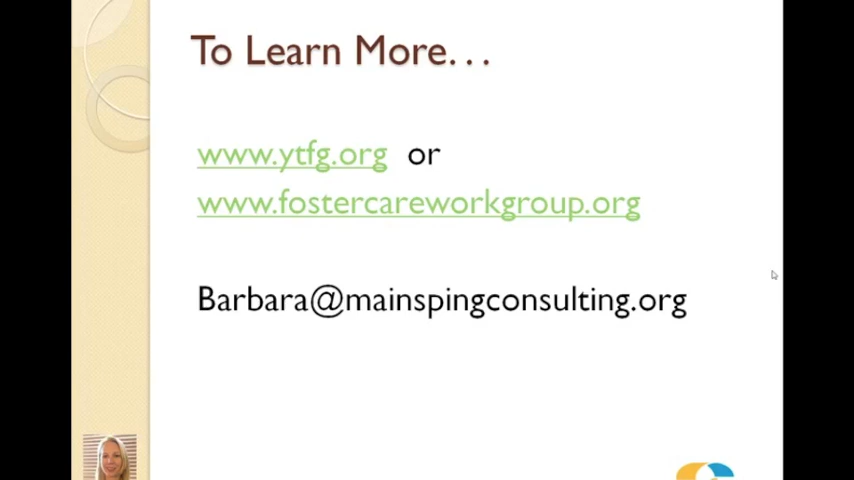 To Learn More...
www.ytfg.org or
www.fostercareworkgroup.org
Barbara@mainspingconsulting.org